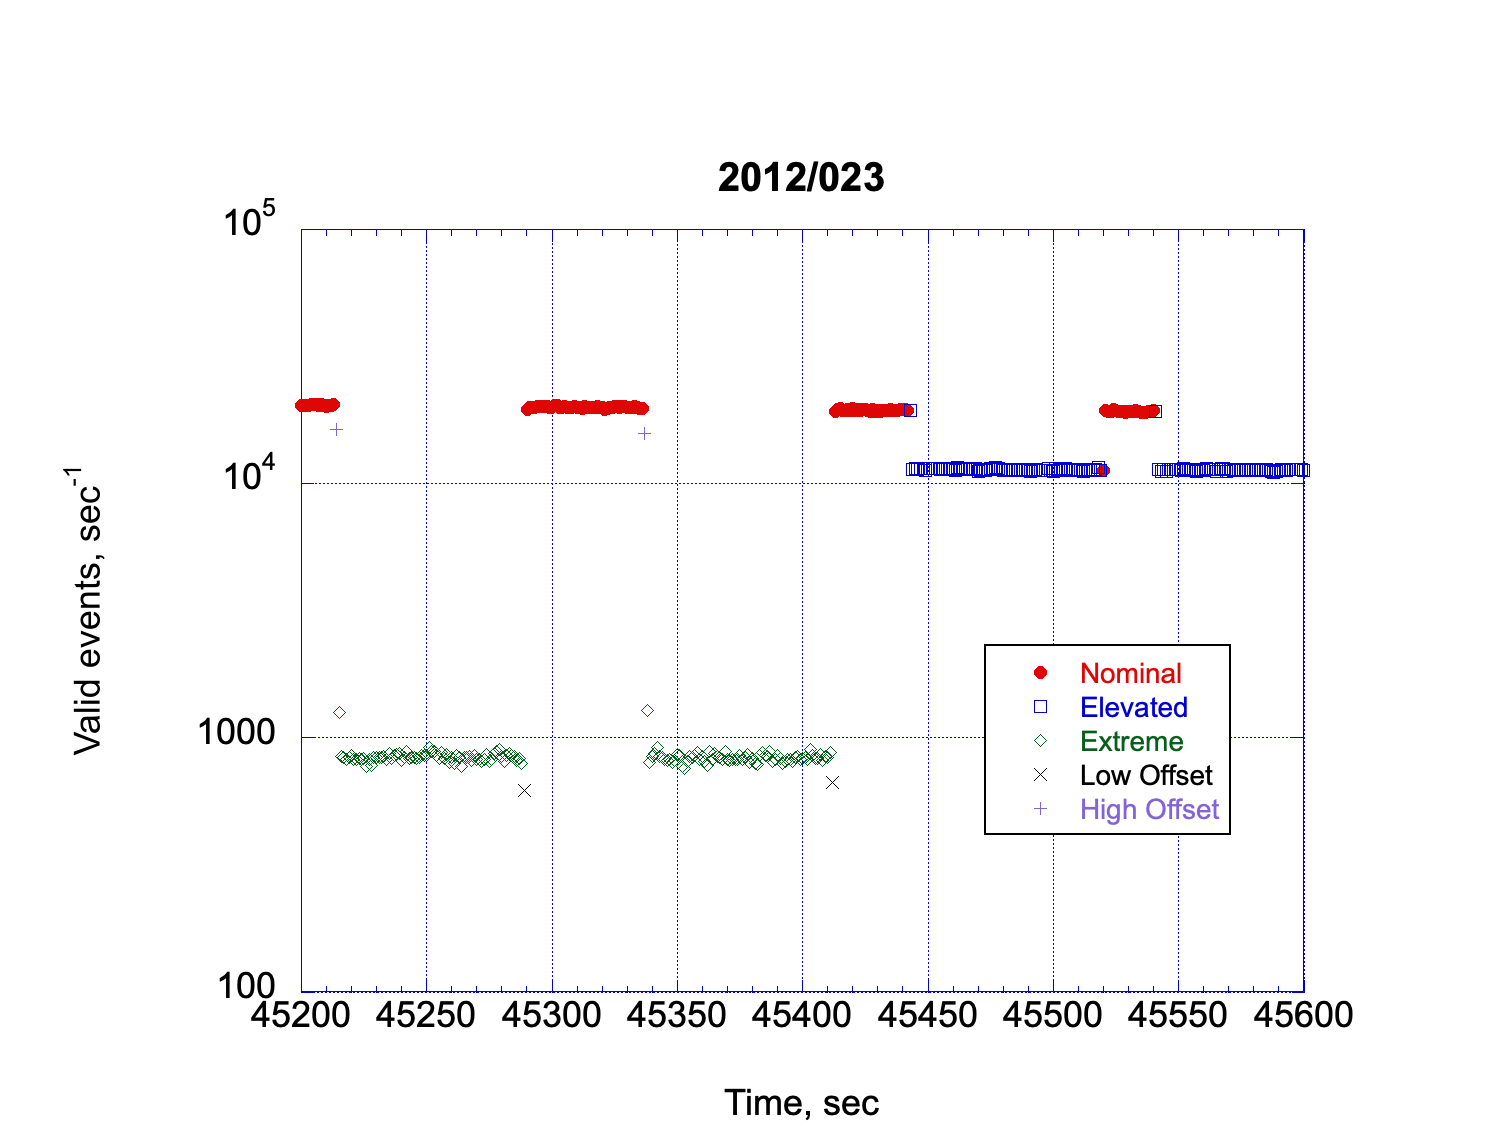 2012/023
10^5
10^4
1000
100
Valid events, sec^-1
45200 45250 45300 45350 45400 45450 45500 45550 45600
Time, sec
Nominal
Elevated
Extreme
Low Offset
High Offset